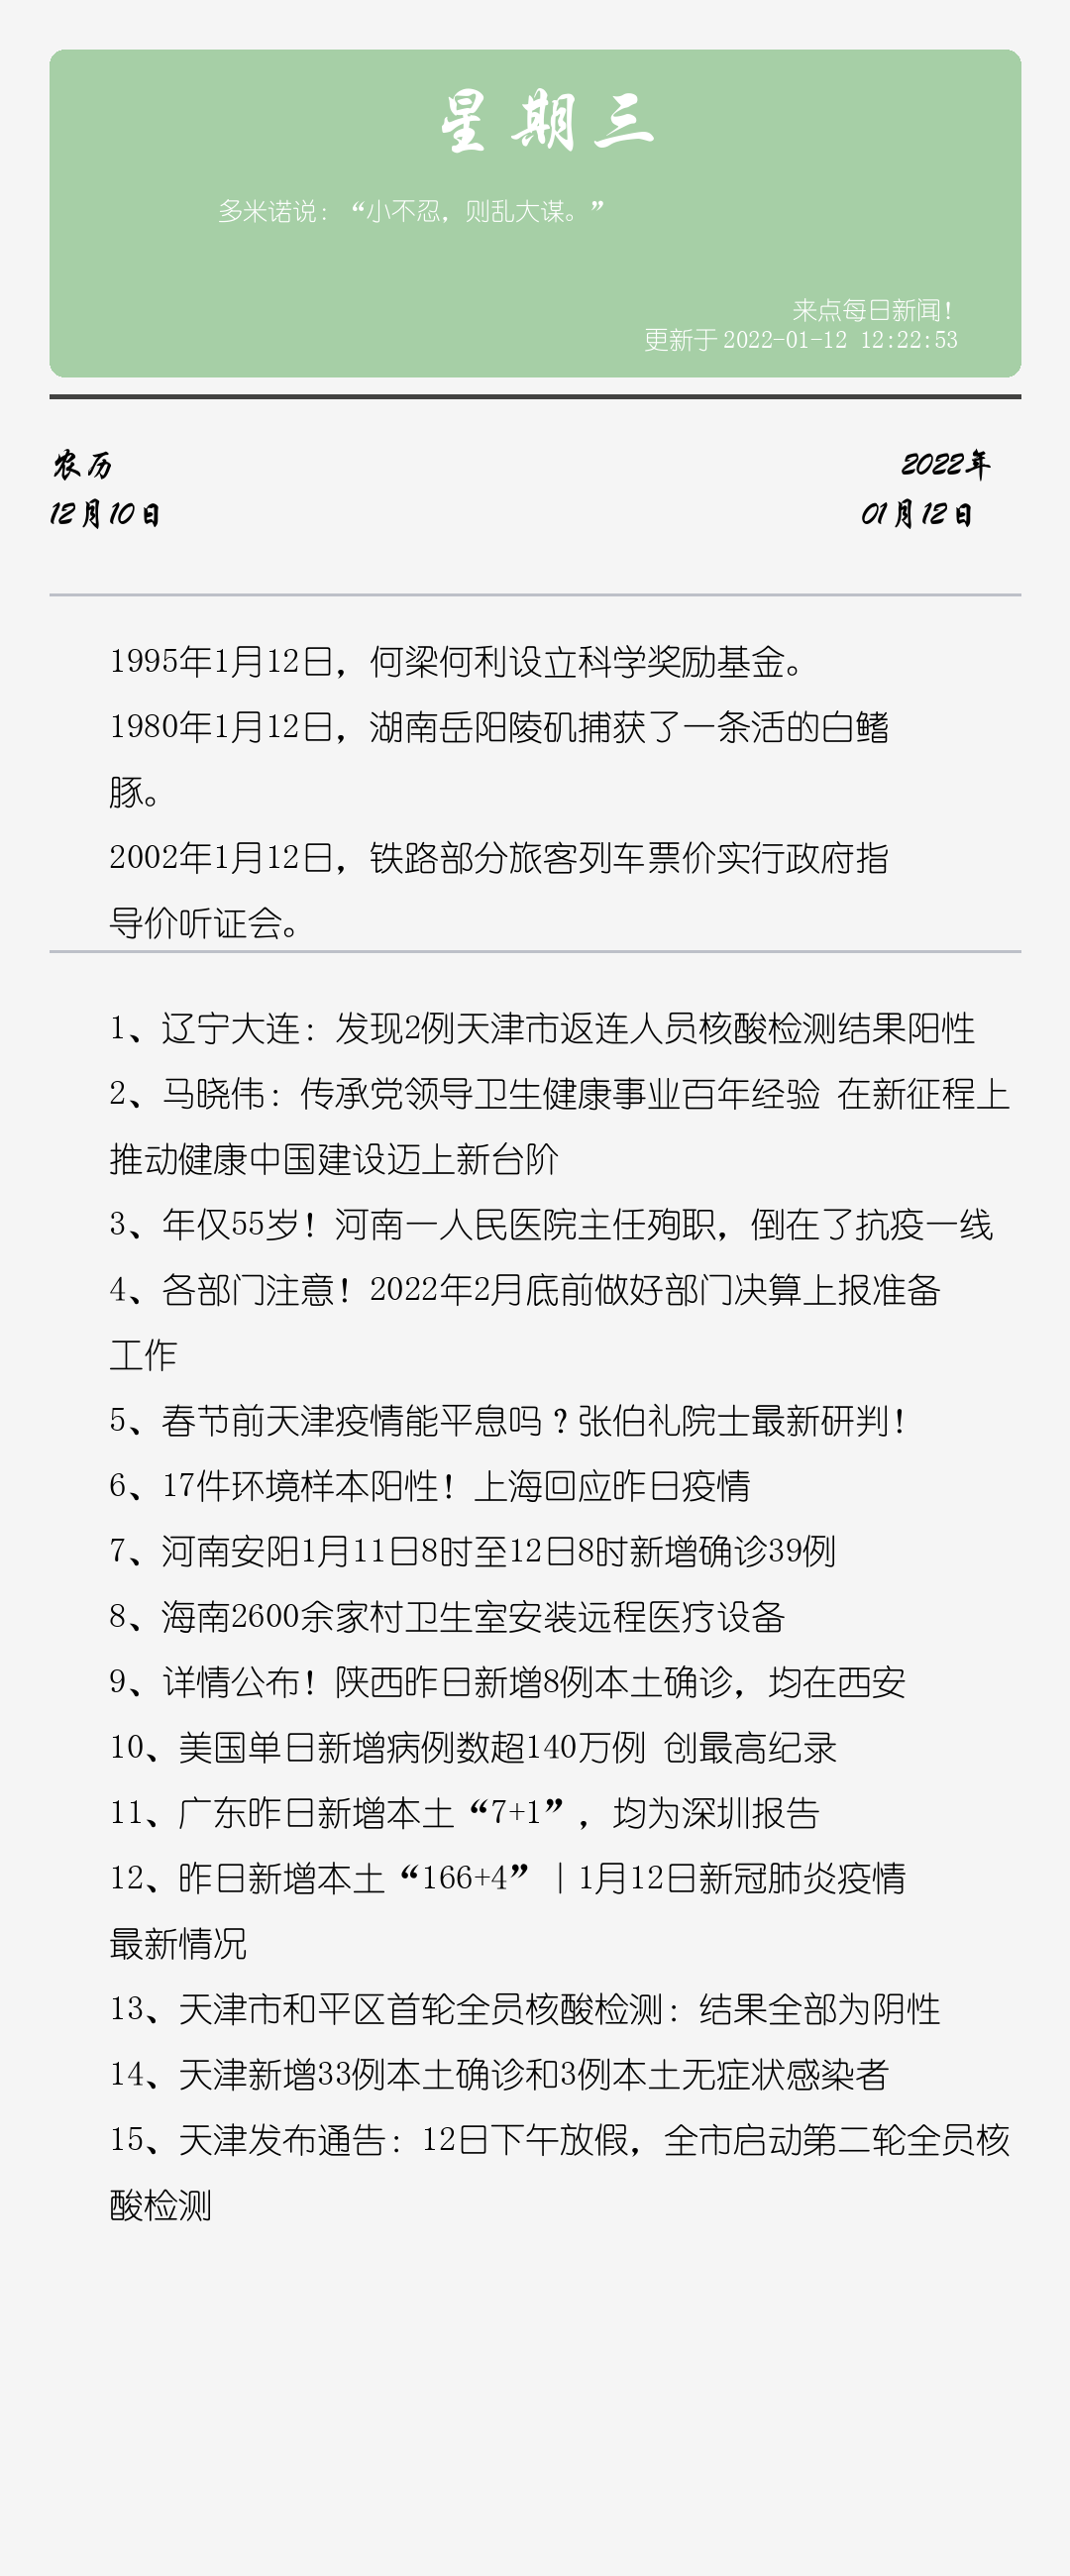 星期三
多米诺说：“小不忍，则乱大谋。”
来点每日新闻！
更新于2022-01-12 12:22:53
农历
2022年
12月10日
01月12日
1995年1月12日，何梁何利设立科学奖励基金。
1980年1月12日，湖南岳阳陵矶捕获了一条活的白鳍
豚。
2002年1月12日，铁路部分旅客列车票价实行政府指
导价听证会。
1、辽宁大连：发现2例天津市返连人员核酸检测结果阳性
2、马晓伟：传承党领导卫生健康事业百年经验 在新征程上
推动健康中国建设迈上新台阶
3、年仅55岁！河南一人民医院主任殉职，倒在了抗疫一线
4、各部门注意！2022年2月底前做好部门决算上报准备
工作
5、春节前天津疫情能平息吗？张伯礼院士最新研判！
6、17件环境样本阳性！上海回应昨日疫情
7、河南安阳1月11日8时至12日8时新增确诊39例
8、海南2600余家村卫生室安装远程医疗设备
9、详情公布！陕西昨日新增8例本土确诊，均在西安
10、美国单日新增病例数超140万例 创最高纪录
11、广东昨日新增本土“7+1”，均为深圳报告
12、昨日新增本土“166+4”｜1月12日新冠肺炎疫情
最新情况
13、天津市和平区首轮全员核酸检测：结果全部为阴性
14、天津新增33例本土确诊和3例本土无症状感染者
15、天津发布通告：12日下午放假，全市启动第二轮全员核
酸检测